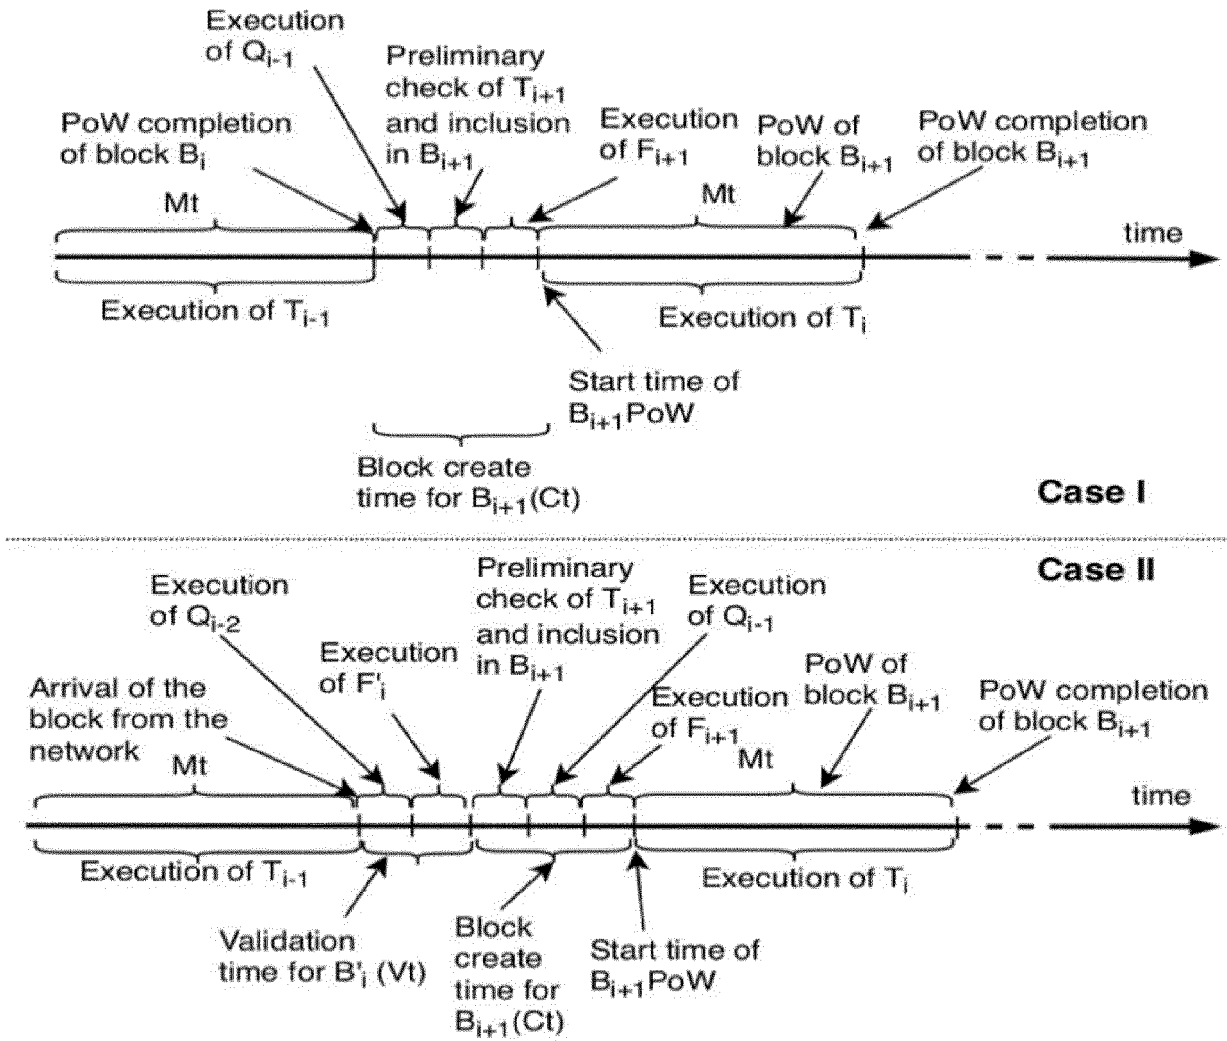 Execution
of Qi-1
Preliminary
check of Ti+1
and inclusion
in Bi+1
PoW completion
of block Bi
Execution
of Fi+1
PoW of
block Bi+1
PoW completion
of block Bi+1
Mt
Mt
time
Execution of Ti-1
Execution of Ti
Start time of
Bi+1PoW
Block create
time for Bi+1(Ct)
Case I
Case II
Execution
of Qi-2
Preliminary
check of Ti+1
and inclusion
in Bi+1
Execution
of Qi-1
Execution
of F'i
Arrival of the
block from the
network
Execution
of Fi+1
PoW of
block Bi+1
PoW completion
of block Bi+1
Mt
Mt
time
Execution of Ti-1
Execution of Ti
Validation
time for B'i (Vt)
Block
create
time for
Bi+1(Ct)
Start time of
Bi+1PoW